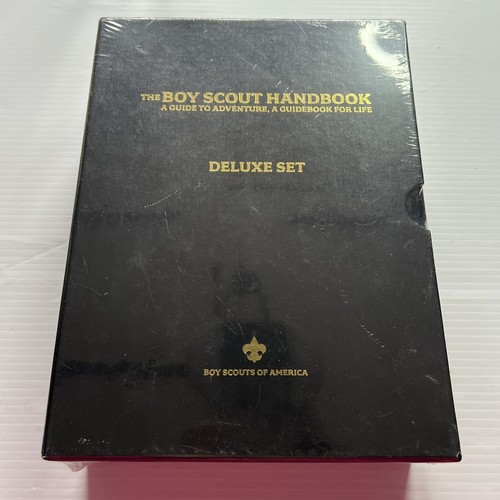 THE BOY SCOUT HANDBOOK
A GUIDE TO ADVENTURE, A GUIDEBOOK FOR LIFE
DELUXE SET
BOY SCOUTS OF AMERICA